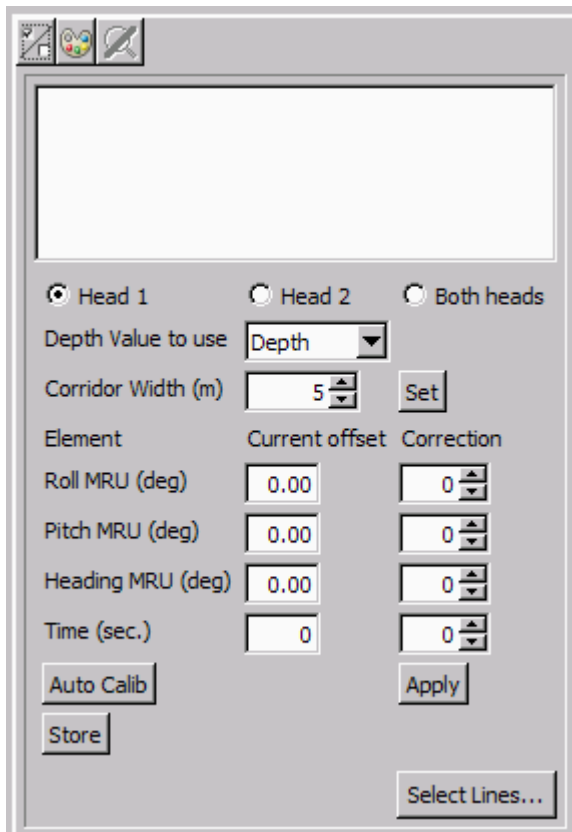 Head 1 Head 2 Both heads
Depth Value to use Depth
Corridor Width (m) 5 Set
Element Current offset Correction
Roll MRU (deg) 0.00 0
Pitch MRU (deg) 0.00 0
Heading MRU (deg) 0.00 0
Time (sec.) 0 0
Auto Calib Apply
Store
Select Lines...